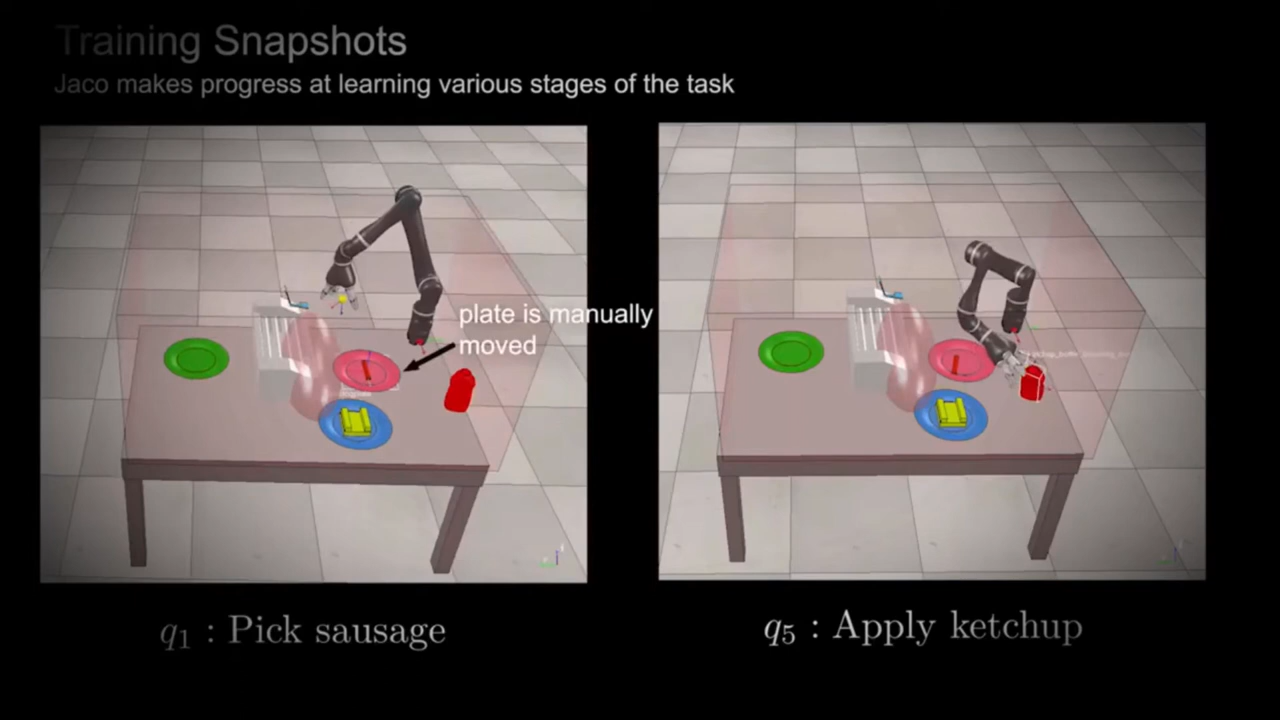 Training Snapshots
Jaco makes progress at learning various stages of the task
plate is manually
moved
q₁ : Pick sausage
q₅ : Apply ketchup